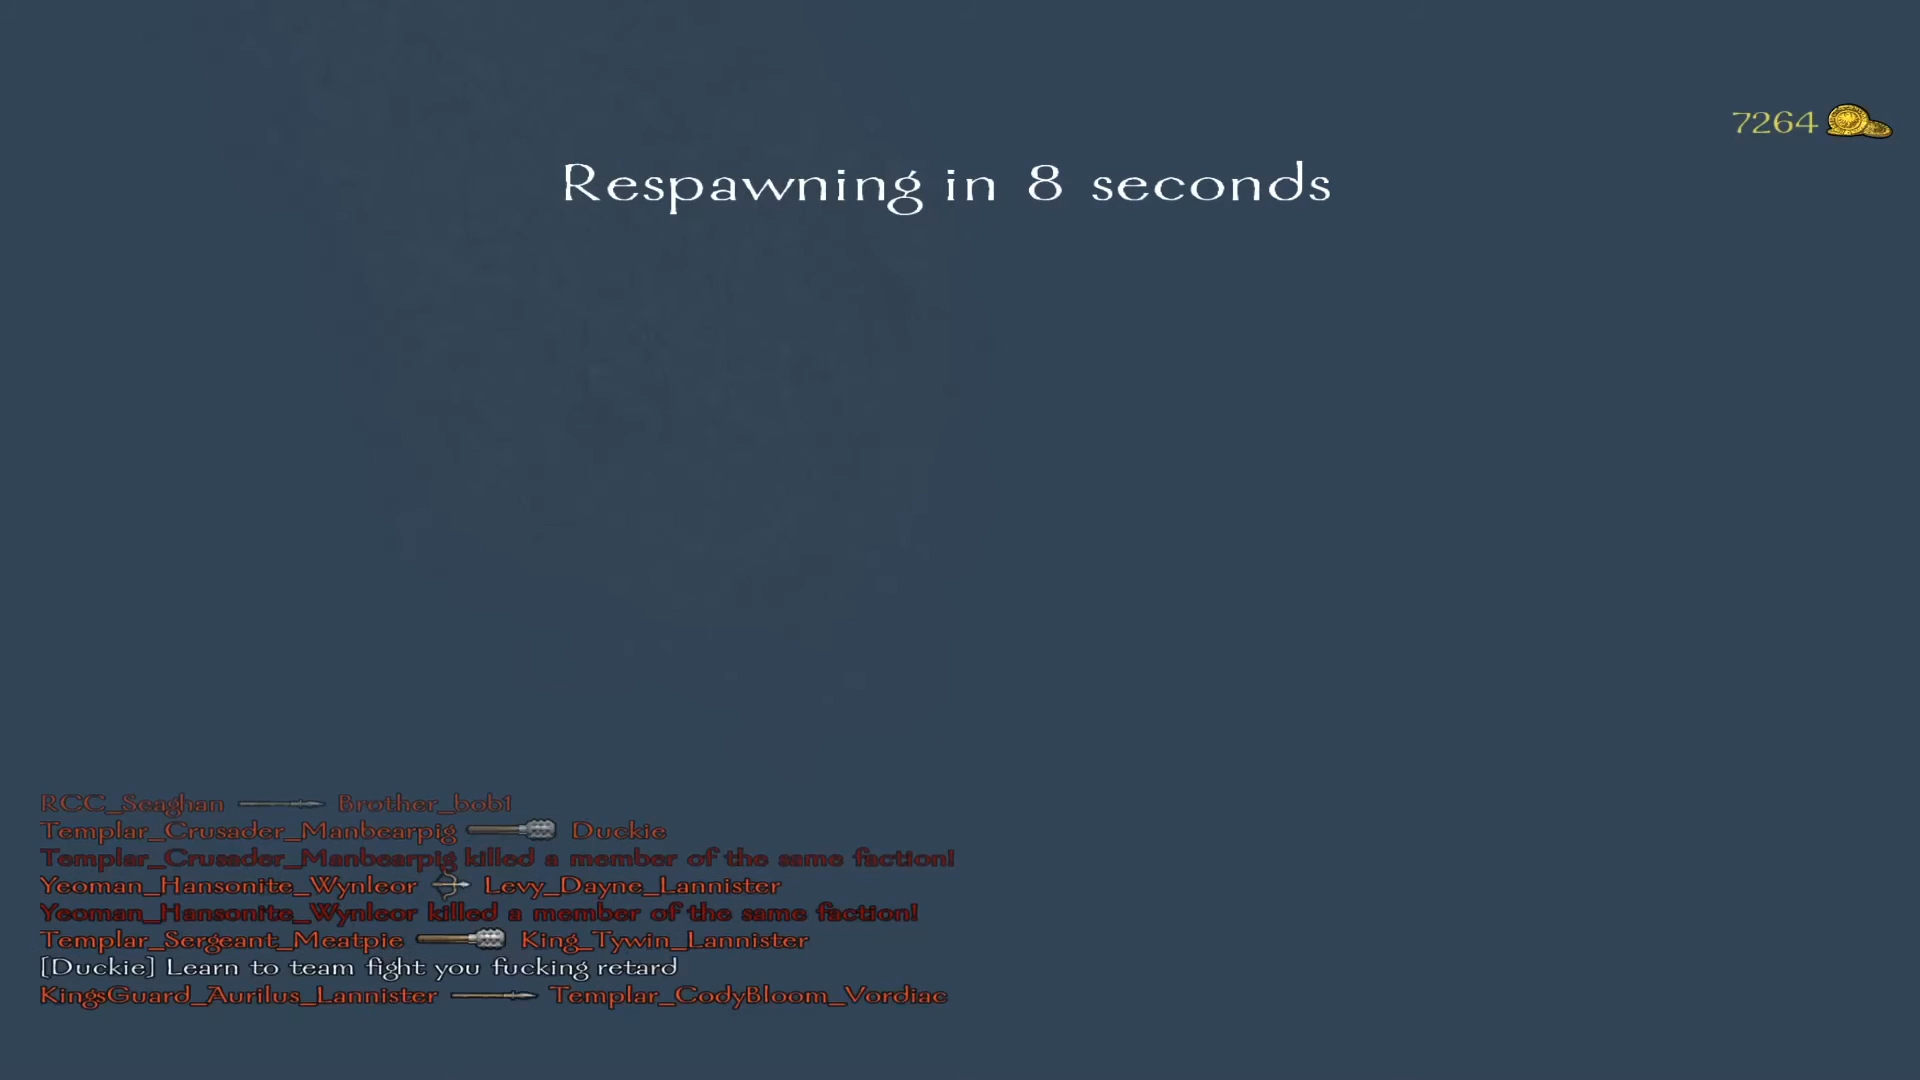 7264
Respawning in 8 seconds
RCC_Seaghan Brother_bob1
Templar_Crusader_Manbearpig Duckie
Templar_Crusader_Manbearpig killed a member of the same faction!
Yeoman_Hansonite_Wynleor Levy_Dayne_Lannister
Yeoman_Hansonite_Wynleor killed a member of the same faction!
Templar_Sergeant_Meatpie King_Tywin_Lannister
[Duckie] Learn to team fight you fucking retard
KingsGuard_Aurilus_Lannister Templar_CodyBloom_Vordiac